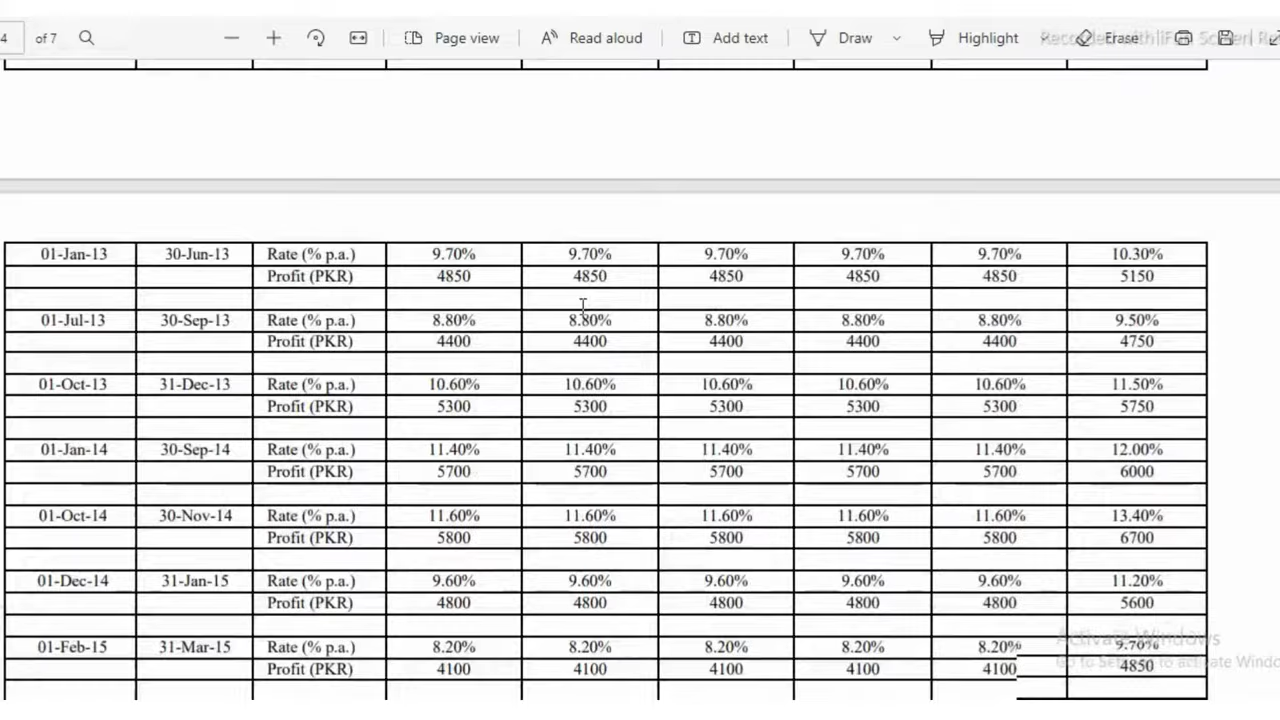 4 of 7 Page view Read aloud Add text Draw Highlight Erase
01-Jan-13 30-Jun-13 Rate (% p.a.) 9.70% 9.70% 9.70% 9.70% 9.70% 10.30%
Profit (PKR) 4850 4850 4850 4850 4850 5150
01-Jul-13 30-Sep-13 Rate (% p.a.) 8.80% 8.80% 8.80% 8.80% 8.80% 9.50%
Profit (PKR) 4400 4400 4400 4400 4400 4750
01-Oct-13 31-Dec-13 Rate (% p.a.) 10.60% 10.60% 10.60% 10.60% 10.60% 11.50%
Profit (PKR) 5300 5300 5300 5300 5300 5750
01-Jan-14 30-Sep-14 Rate (% p.a.) 11.40% 11.40% 11.40% 11.40% 11.40% 12.00%
Profit (PKR) 5700 5700 5700 5700 5700 6000
01-Oct-14 30-Nov-14 Rate (% p.a.) 11.60% 11.60% 11.60% 11.60% 11.60% 13.40%
Profit (PKR) 5800 5800 5800 5800 5800 6700
01-Dec-14 31-Jan-15 Rate (% p.a.) 9.60% 9.60% 9.60% 9.60% 9.60% 11.20%
Profit (PKR) 4800 4800 4800 4800 4800 5600
Activate Windows
01-Feb-15 31-Mar-15 Rate (% p.a.) 8.20% 8.20% 8.20% 8.20% 8.20% 9.70%
Profit (PKR) 4100 4100 4100 4100 4100 4850
Go to Settings to activate Windo